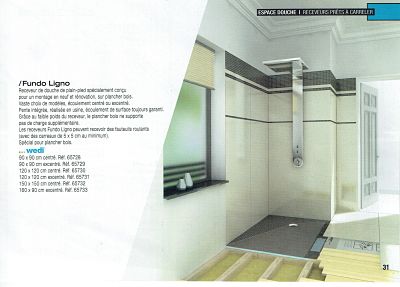 ESPACE DOUCHE | RECEVEURS PRÊTS À CARRELER
/Fundo Ligno
Receveur de douche de plain-pied spécialement conçu
pour un montage en neuf et rénovation, sur plancher bois.
Vaste choix de modèles, écoulement centré ou excentré.
Pente intégrée, réalisée en usine, écoulement de surface toujours garanti.
Grâce au faible poids du receveur, le plancher bois ne supporte
pas de charge supplémentaire.
Les receveurs Fundo Ligno peuvent recevoir des fauteuils roulants
(avec des carreaux de 5 x 5 cm au minimum).
Spécial pour plancher bois.
... wedi
90 x 90 cm centré. Réf. 65728
90 x 90 cm excentré. Réf. 65729
120 x 120 cm centré. Réf. 65730
120 x 120 cm excentré. Réf. 65731
150 x 150 cm centré. Réf. 65732
180 x 90 cm excentré. Réf. 65733
31